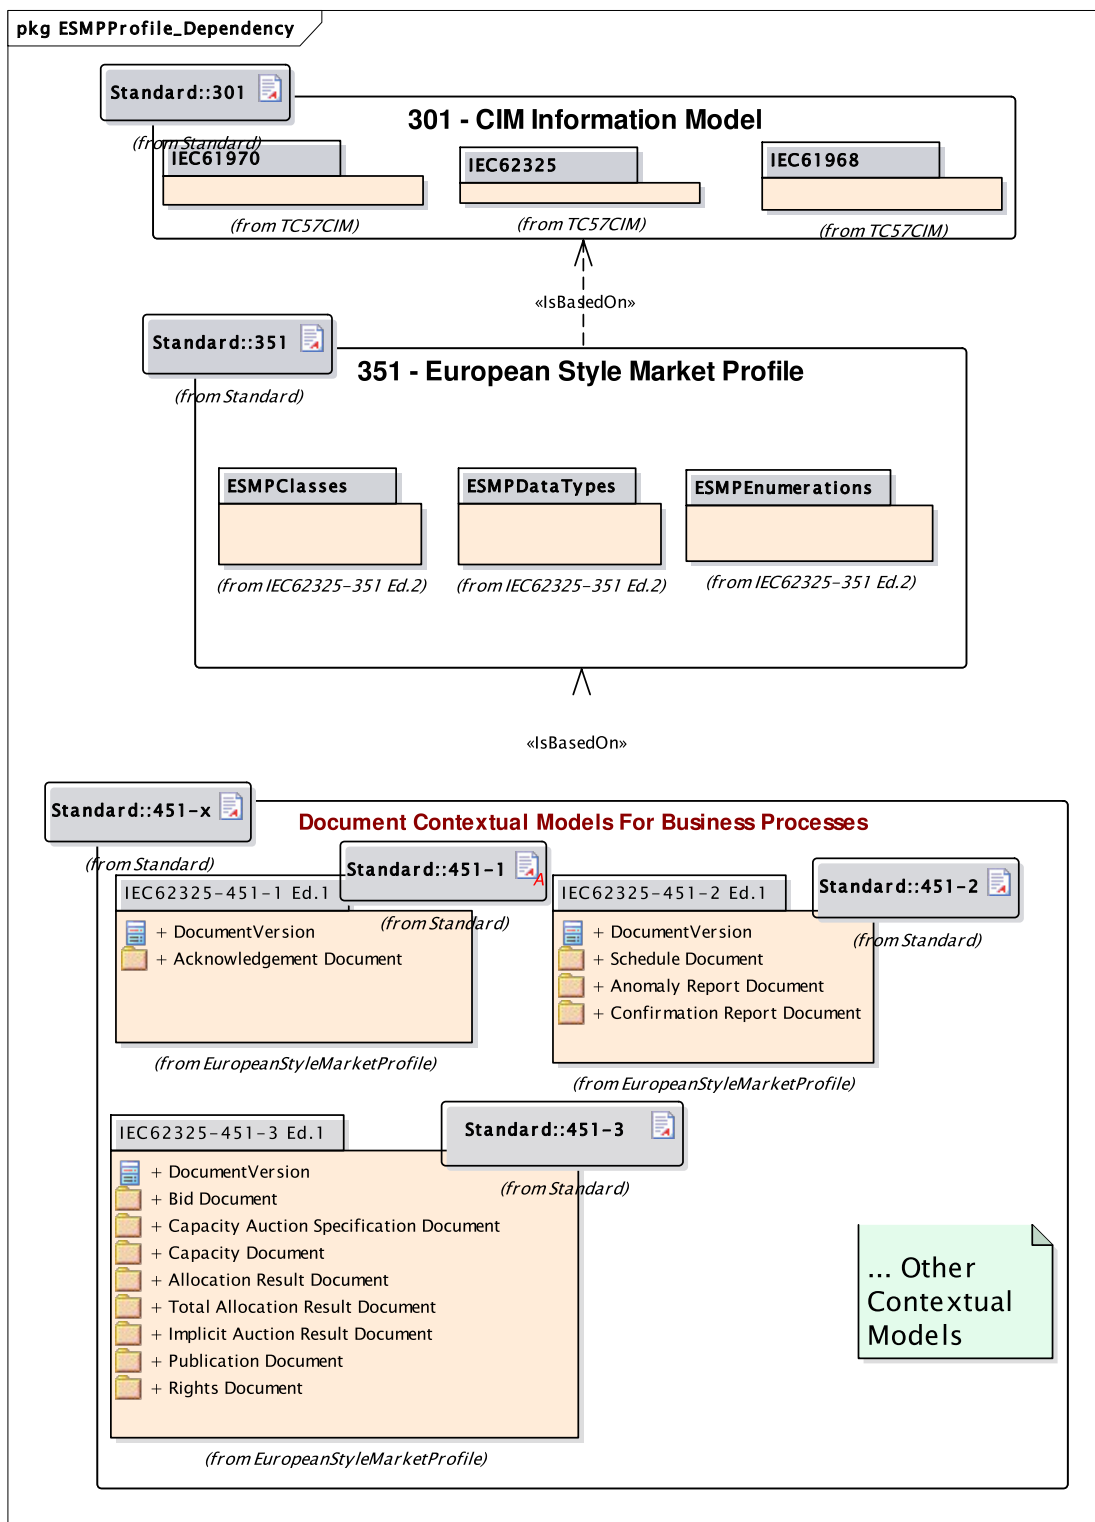 pkg ESMPProfile_Dependency
Standard::301
(from Standard)
301 - CIM Information Model
IEC61970
(from TC57CIM)
IEC62325
(from TC57CIM)
IEC61968
(from TC57CIM)
«IsBasedOn»
Standard::351
(from Standard)
351 - European Style Market Profile
ESMPClasses
(from IEC62325-351 Ed.2)
ESMPDataTypes
(from IEC62325-351 Ed.2)
ESMPEnumerations
(from IEC62325-351 Ed.2)
«IsBasedOn»
Standard::451-x
(from Standard)
Document Contextual Models For Business Processes
IEC62325-451-1 Ed.1
Standard::451-1
A
(from Standard)
+ DocumentVersion
+ Acknowledgement Document
(from EuropeanStyleMarketProfile)
IEC62325-451-2 Ed.1
Standard::451-2
(from Standard)
+ DocumentVersion
+ Schedule Document
+ Anomaly Report Document
+ Confirmation Report Document
(from EuropeanStyleMarketProfile)
IEC62325-451-3 Ed.1
Standard::451-3
(from Standard)
+ DocumentVersion
+ Bid Document
+ Capacity Auction Specification Document
+ Capacity Document
+ Allocation Result Document
+ Total Allocation Result Document
+ Implicit Auction Result Document
+ Publication Document
+ Rights Document
(from EuropeanStyleMarketProfile)
... Other
Contextual
Models